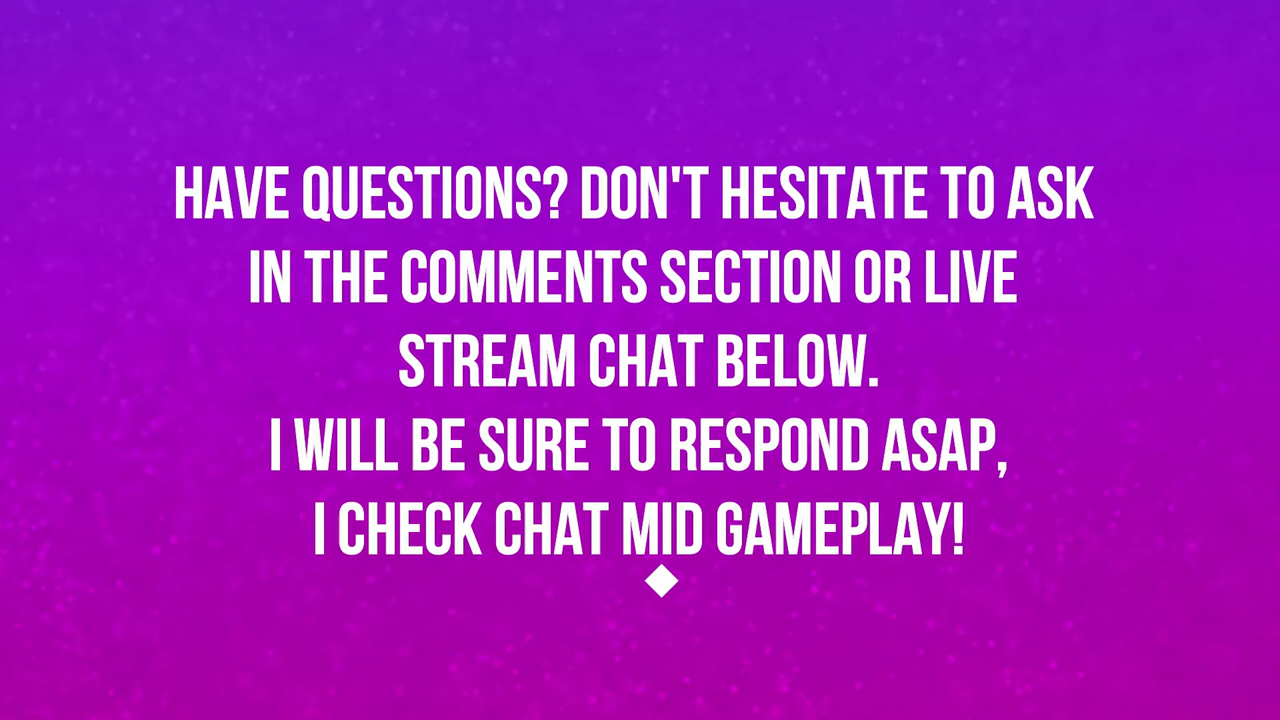 HAVE QUESTIONS? DON'T HESITATE TO ASK
IN THE COMMENTS SECTION OR LIVE
STREAM CHAT BELOW.
I WILL BE SURE TO RESPOND ASAP,
I CHECK CHAT MID GAMEPLAY!